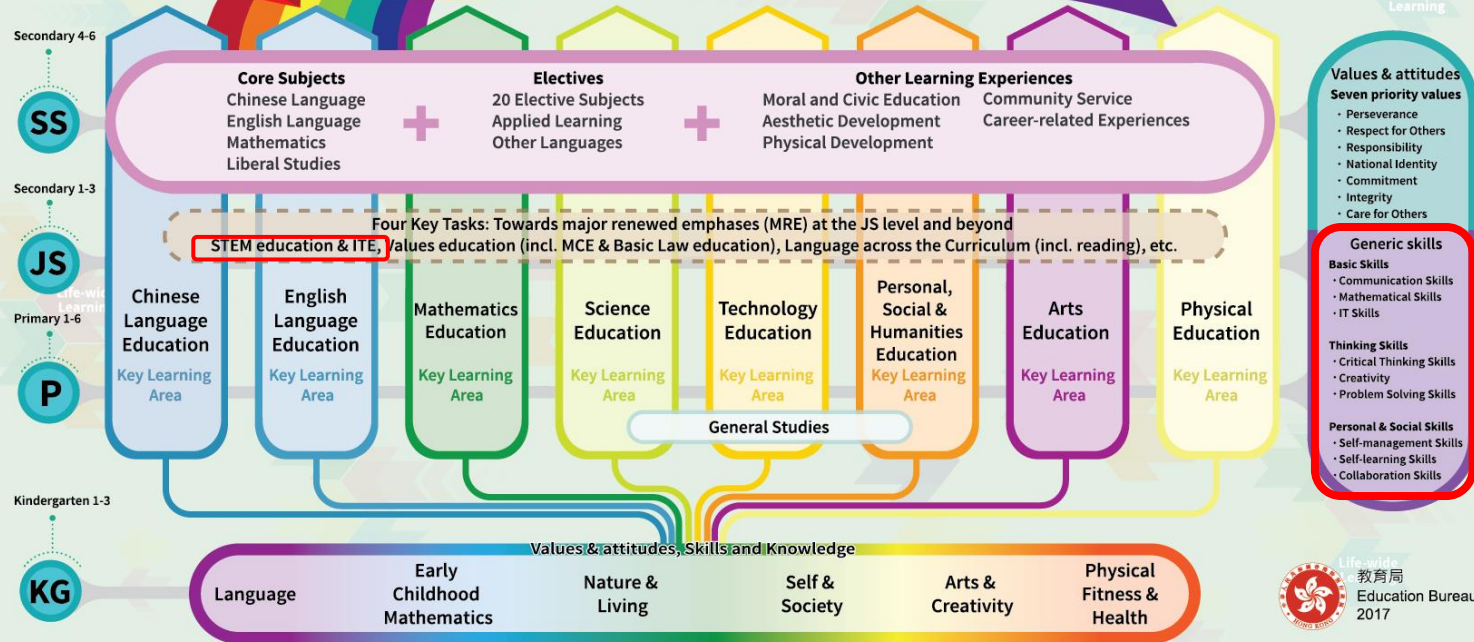 Learning
Secondary 4-6
SS
Core Subjects
Chinese Language
English Language
Mathematics
Liberal Studies
+
Electives
20 Elective Subjects
Applied Learning
Other Languages
+
Other Learning Experiences
Moral and Civic Education
Aesthetic Development
Physical Development
Community Service
Career-related Experiences
Secondary 1-3
JS
Four Key Tasks: Towards major renewed emphases (MRE) at the JS level and beyond
STEM education & ITE, Values education (incl. MCE & Basic Law education), Language across the Curriculum (incl. reading), etc.
Life-wide
Learning
Primary 1-6
P
Chinese
Language
Education
Key Learning
Area
English
Language
Education
Key Learning
Area
Mathematics
Education
Key Learning
Area
Science
Education
Key Learning
Area
Technology
Education
Key Learning
Area
Personal,
Social &
Humanities
Education
Key Learning
Area
Arts
Education
Key Learning
Area
Physical
Education
Key Learning
Area
General Studies
Kindergarten 1-3
KG
Values & attitudes, Skills and Knowledge
Language
Early
Childhood
Mathematics
Nature &
Living
Self &
Society
Arts &
Creativity
Physical
Fitness &
Health
Values & attitudes
Seven priority values
· Perseverance
· Respect for Others
· Responsibility
· National Identity
· Commitment
· Integrity
· Care for Others
Generic skills
Basic Skills
· Communication Skills
· Mathematical Skills
· IT Skills
Thinking Skills
· Critical Thinking Skills
· Creativity
· Problem Solving Skills
Personal & Social Skills
· Self-management Skills
· Self-learning Skills
· Collaboration Skills
Life-wide
教育局
Education Bureau
2017
HONG KONG